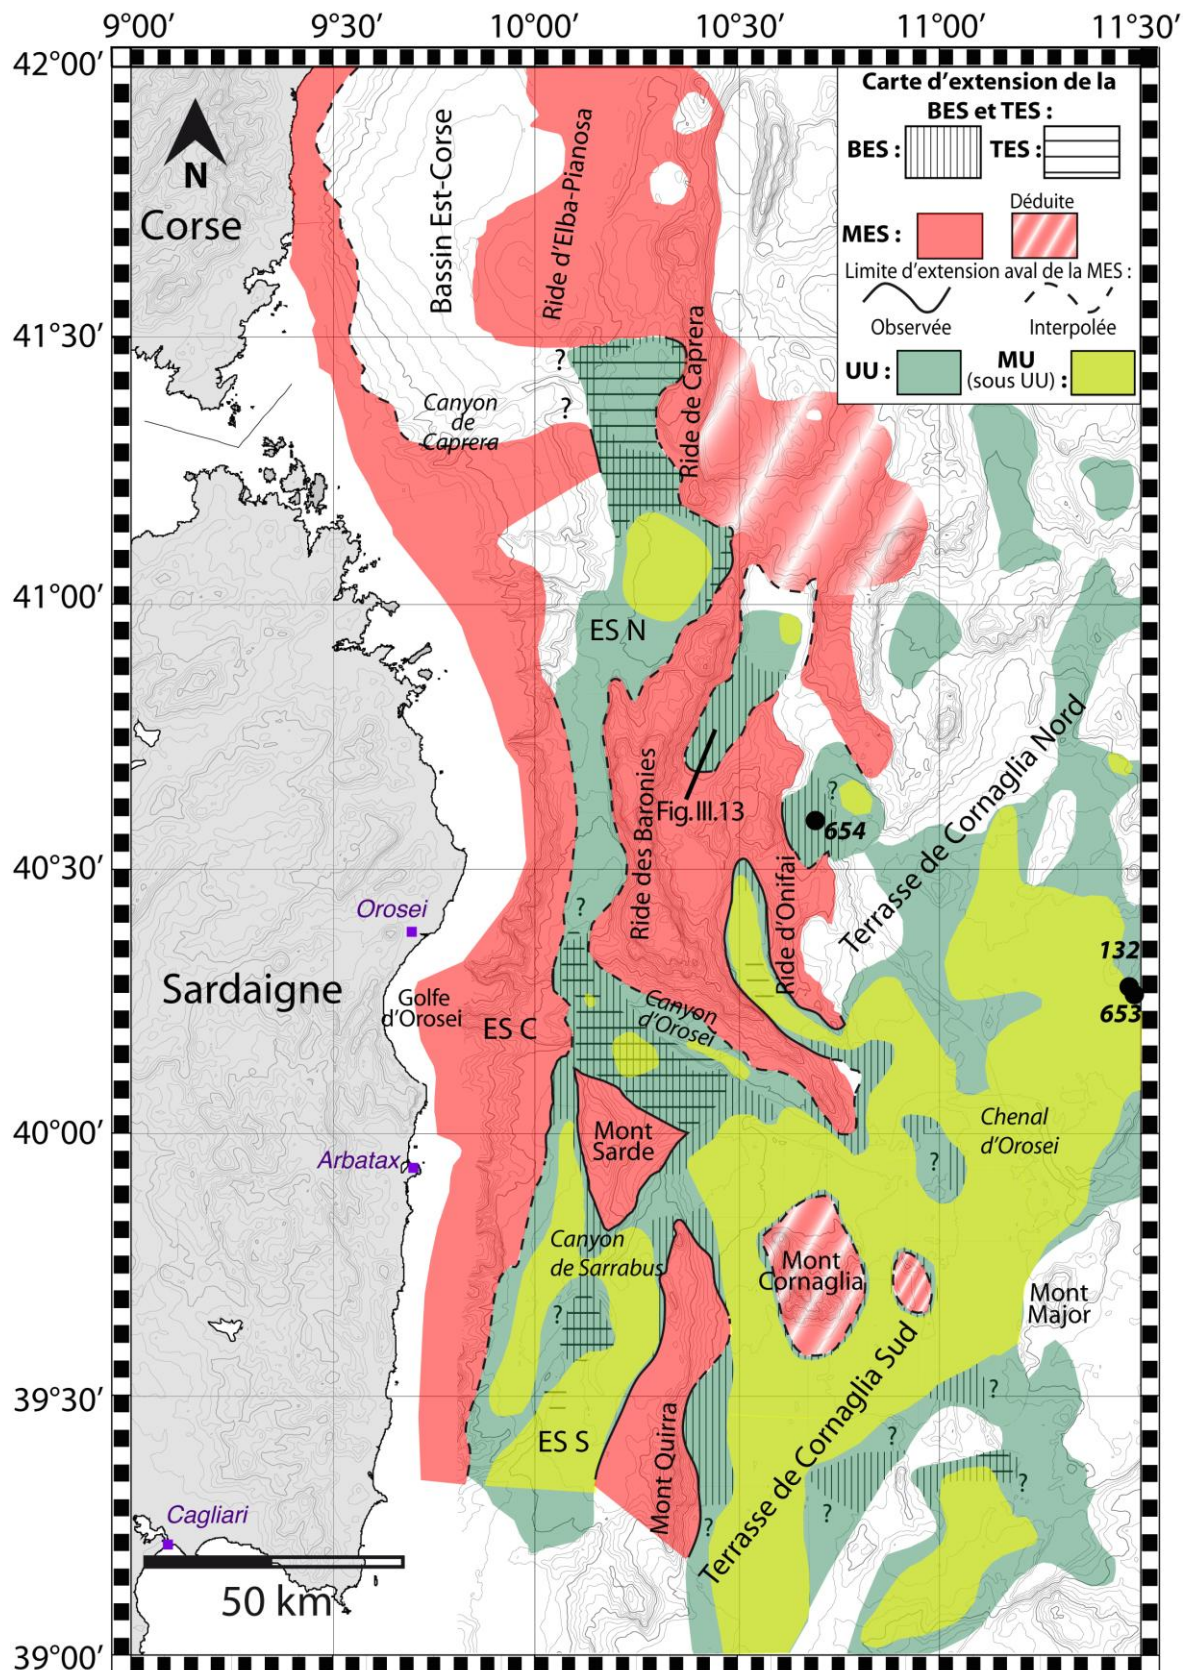 9°00’ 9°30’ 10°00’ 10°30’ 11°00’ 11°30’
42°00’
41°30’
41°00’
40°30’
40°00’
39°30’
39°00’
Carte d’extension de la
BES et TES :
BES : TES :
Déduite
MES :
Limite d’extension aval de la MES :
Observée Interpolée
UU : MU :
(sous UU)
N
Corse
Bassin Est-Corse
Ride d’Elba-Pianosa
Ride de Caprera
Canyon
de
Caprera
?
?
ES N
Ride des Baronies
Fig.III.13
?
654
Terrasse de Cornaglia Nord
Orosei
?
Ride d’Onifai
132
653
Sardaigne
Golfe
d’Orosei
ES C
Canyon
d’Orosei
Chenal
d’Orosei
Mont
Sarde
Arbatax
?
Canyon
de Sarrabus
Mont
Cornaglia
Mont
Major
?
?
ES S
Mont Quirra
Terrasse de Cornaglia Sud
?
?
?
?
Cagliari
50 km